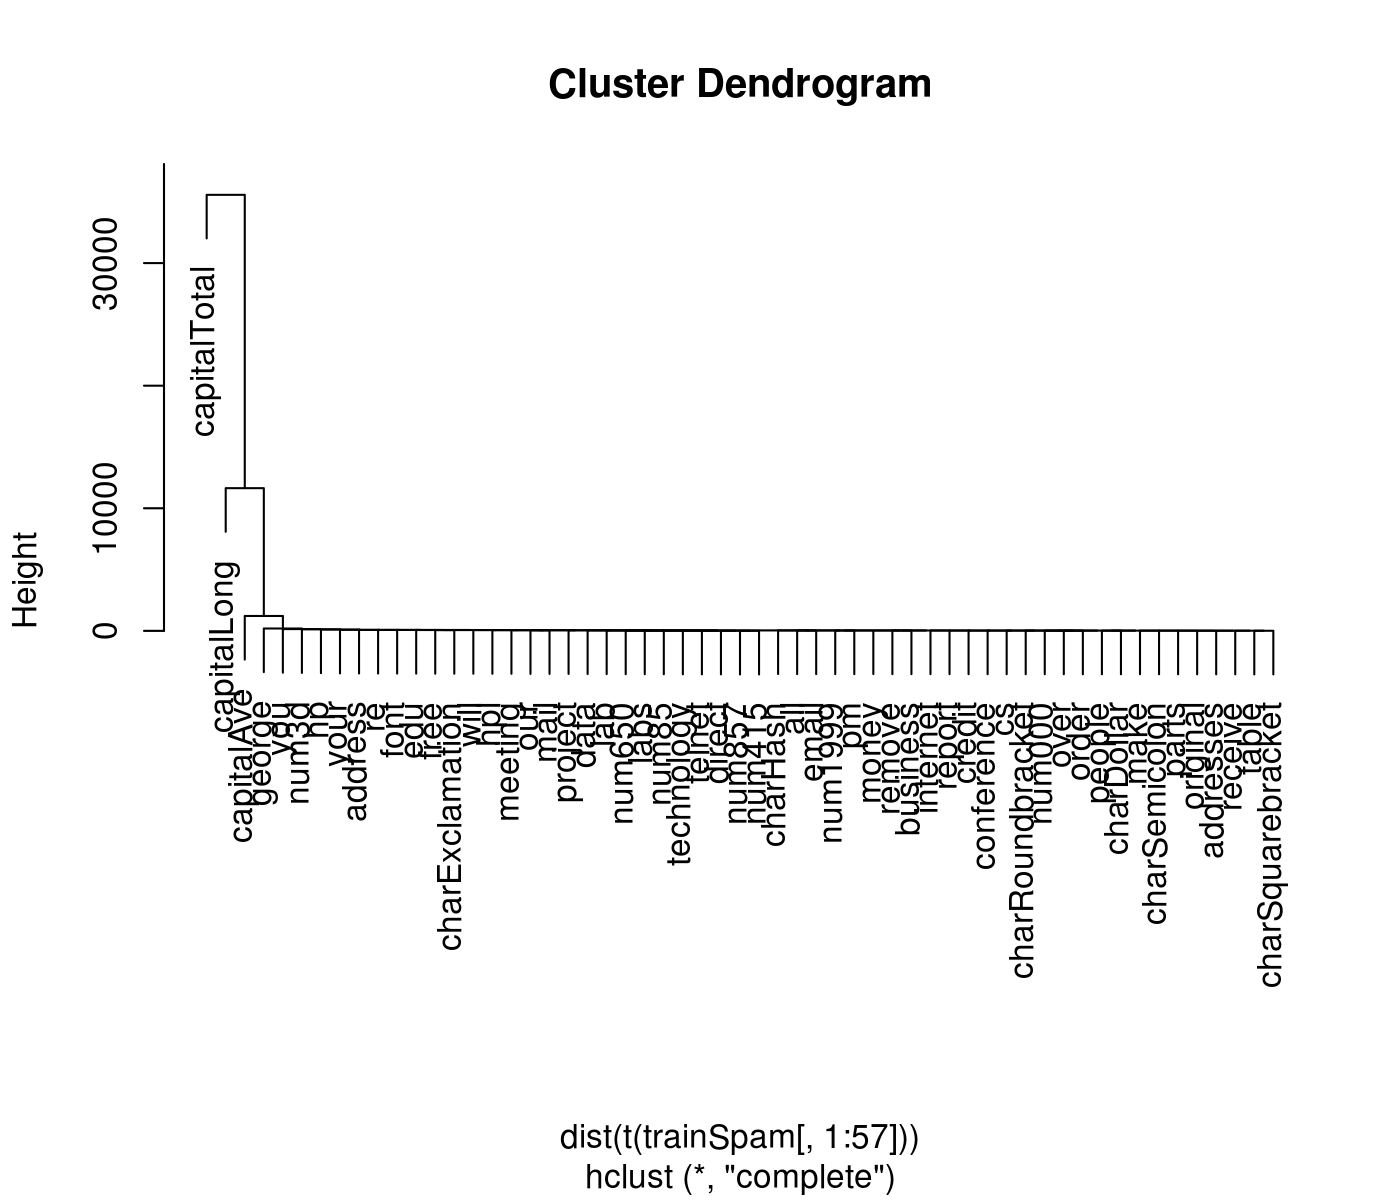 Cluster Dendrogram
Height
0
10000
30000
capitalTotal
capitalLong
capitalAve
george
you
num3d
hp
your
address
re
font
edu
free
charExclamation
will
hpl
meeting
our
mail
project
data
lab
num650
labs
num85
technology
telnet
direct
num857
num415
charHash
all
email
num1999
pm
money
remove
business
internet
report
credit
conference
cs
charRoundbracket
num000
over
order
people
charDollar
make
charSemicolon
parts
original
addresses
receive
table
charSquarebracket
dist(t(trainSpam[, 1:57]))
hclust (*, "complete")